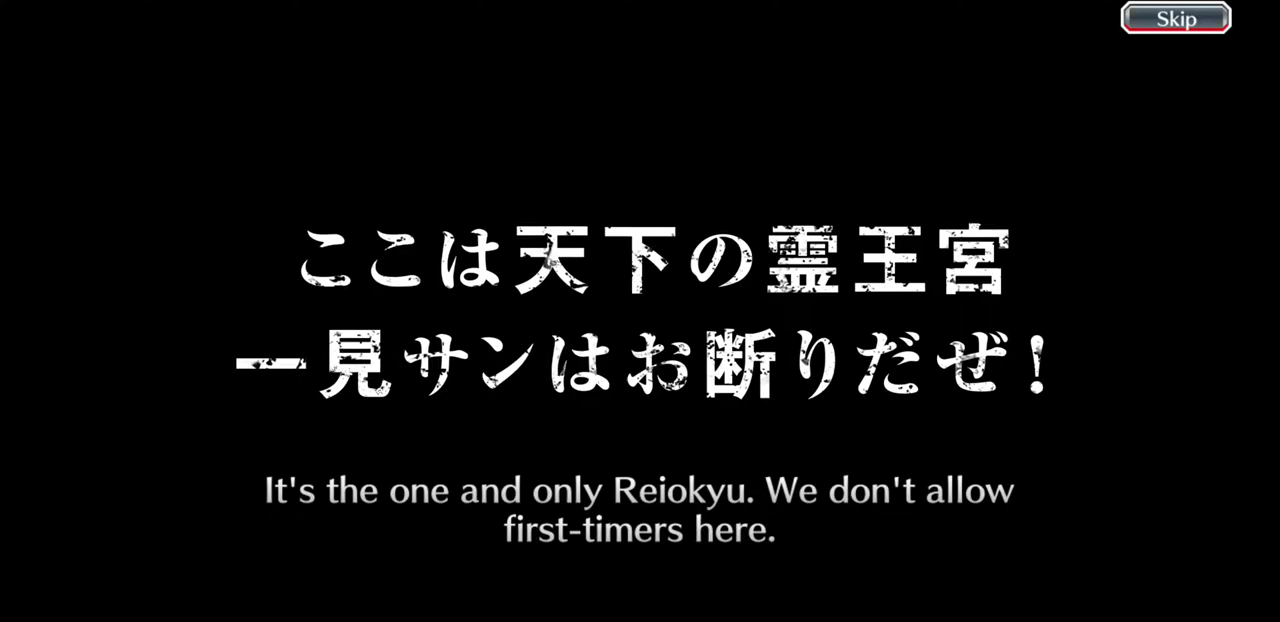 Skip
ここは天下の霊王宮
一見サンはお断りだぜ！
It's the one and only Reiokyu. We don't allow
first-timers here.